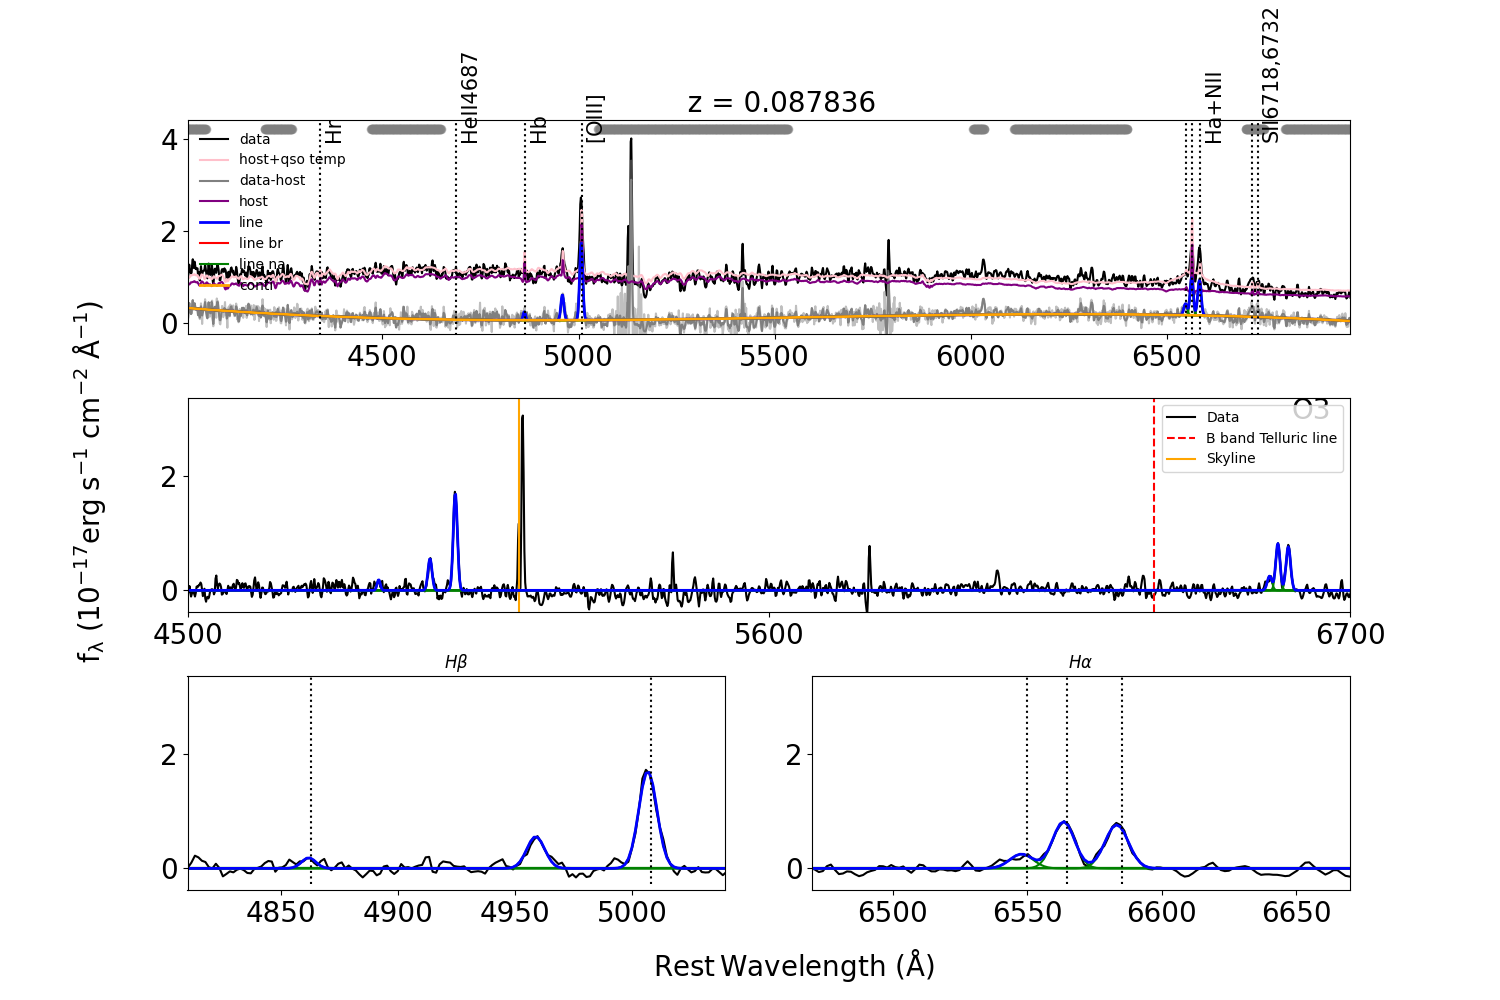 z = 0.087836
Hr
HeII4687
Hb
[OIII]
Ha+NII
SII6718,6732
data
host+qso temp
data-host
host
line
line br
line na
conti
4
2
0
4500
5000
5500
6000
6500
O3
Data
B band Telluric line
Skyline
2
0
4500
5600
6700
fλ (10⁻¹⁷erg s⁻¹ cm⁻² Å⁻¹)
Hβ
2
0
4850
4900
4950
5000
Hα
2
0
6500
6550
6600
6650
Rest Wavelength (Å)